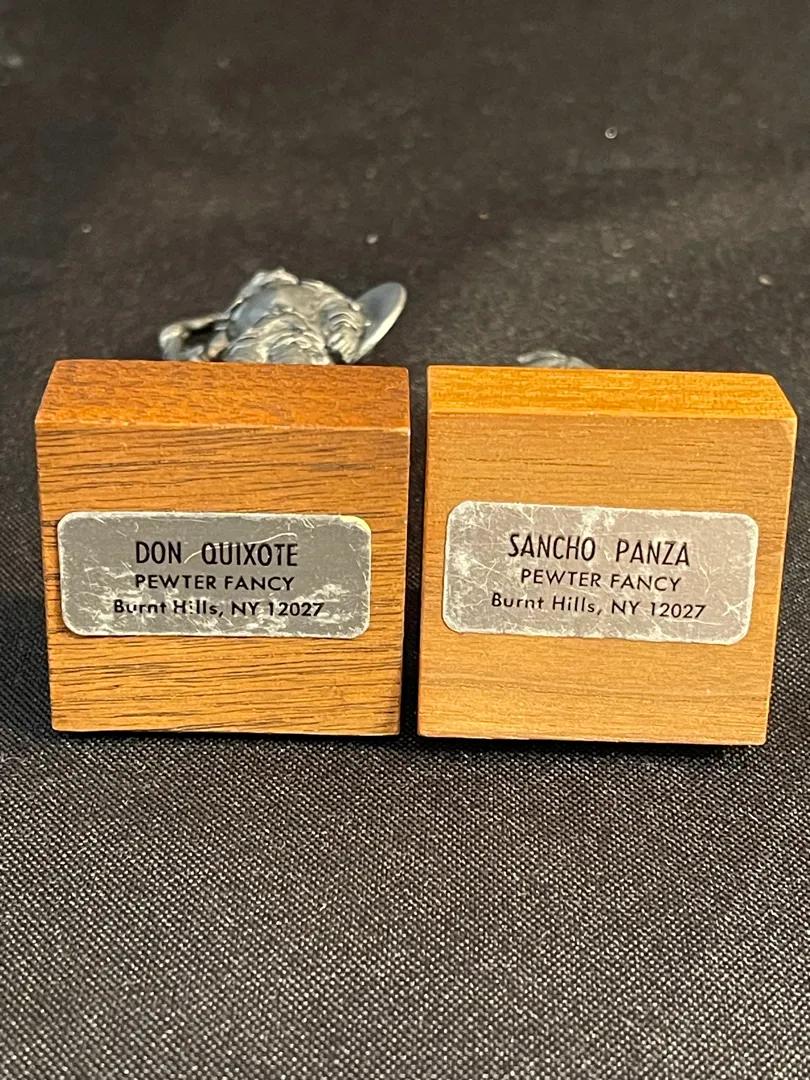 DON QUIXOTE
PEWTER FANCY
Burnt Hills, NY 12027
SANCHO PANZA
PEWTER FANCY
Burnt Hills, NY 12027